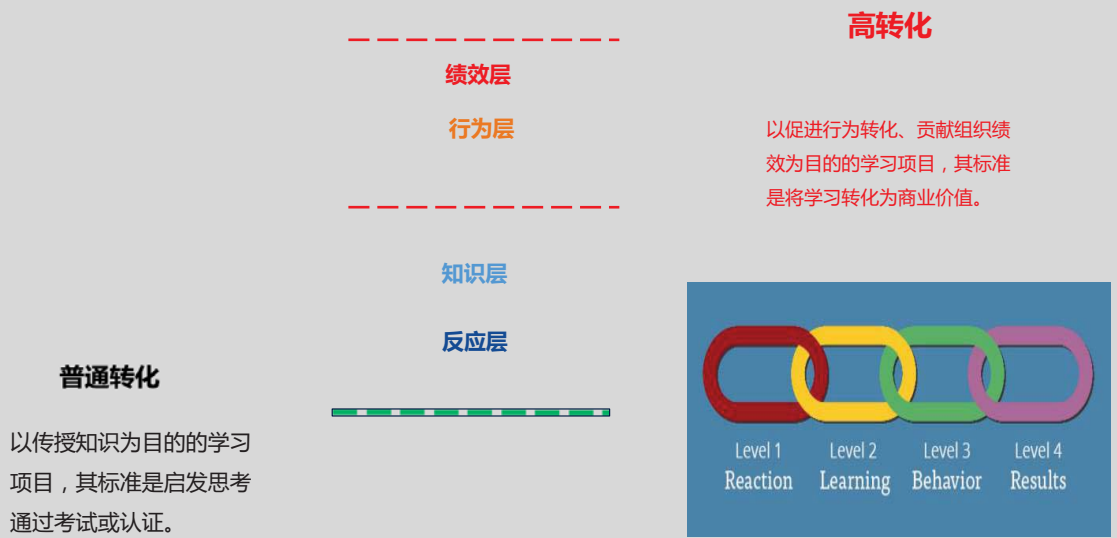 高转化
绩效层
行为层
以促进行为转化、贡献组织绩
效为目的的学习项目，其标准
是将学习转化为商业价值。
知识层
反应层
普通转化
以传授知识为目的的学习
项目，其标准是启发思考
通过考试或认证。
Level 1
Reaction
Level 2
Learning
Level 3
Behavior
Level 4
Results